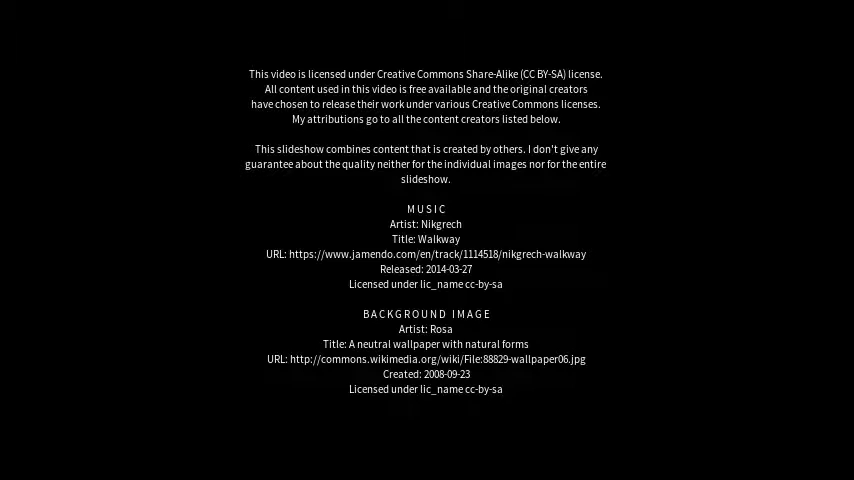 This video is licensed under Creative Commons Share-Alike (CC BY-SA) license.
All content used in this video is free available and the original creators
have chosen to release their work under various Creative Commons licenses.
My attributions go to all the content creators listed below.
This slideshow combines content that is created by others. I don't give any
guarantee about the quality neither for the individual images nor for the entire
slideshow.
MUSIC
Artist: Nikgrech
Title: Walkway
URL: https://www.jamendo.com/en/track/1114518/nikgrech-walkway
Released: 2014-03-27
Licensed under lic_name cc-by-sa
BACKGROUND IMAGE
Artist: Rosa
Title: A neutral wallpaper with natural forms
URL: http://commons.wikimedia.org/wiki/File:88829-wallpaper06.jpg
Created: 2008-09-23
Licensed under lic_name cc-by-sa